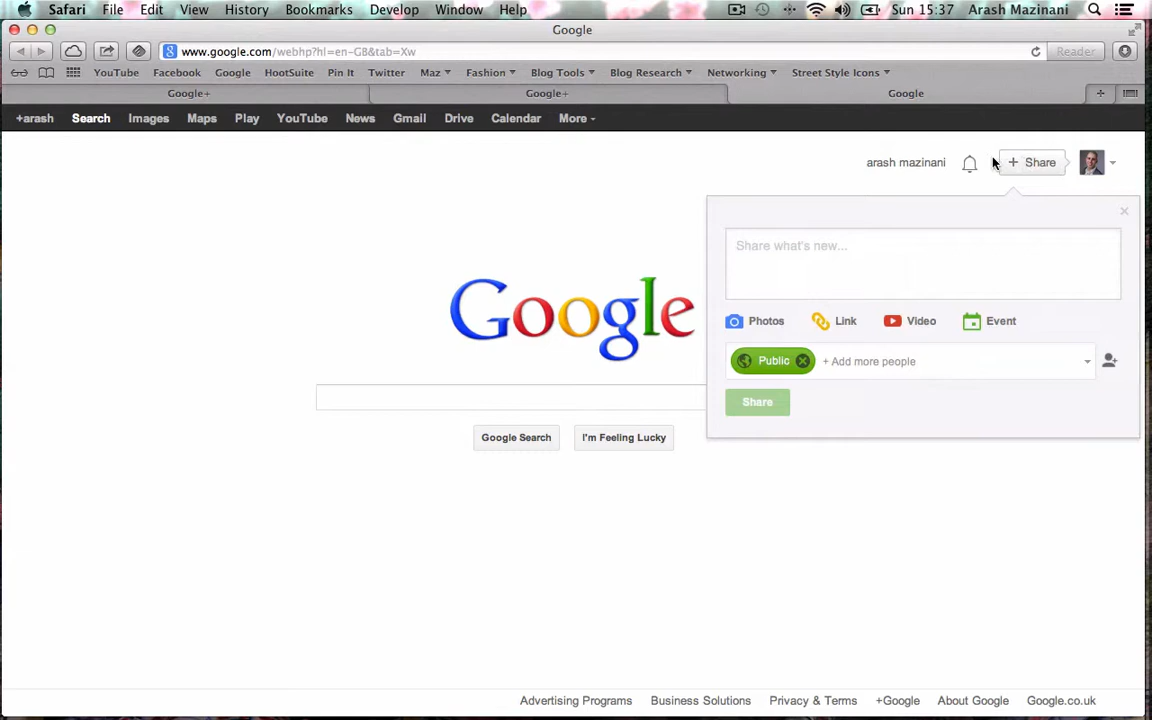 Safari File Edit View History Bookmarks Develop Window Help Sun 15:37 Arash Mazinani
Google
www.google.com/webhp?hl=en-GB&tab=Xw Reader
YouTube Facebook Google HootSuite Pin It Twitter Maz Fashion Blog Tools Blog Research Networking Street Style Icons
Google+ Google+ Google
+arash Search Images Maps Play YouTube News Gmail Drive Calendar More
arash mazinani + Share
Share what's new...
Google
Photos Link Video Event
Public + Add more people
Share
Google Search I'm Feeling Lucky
Advertising Programs Business Solutions Privacy & Terms +Google About Google Google.co.uk